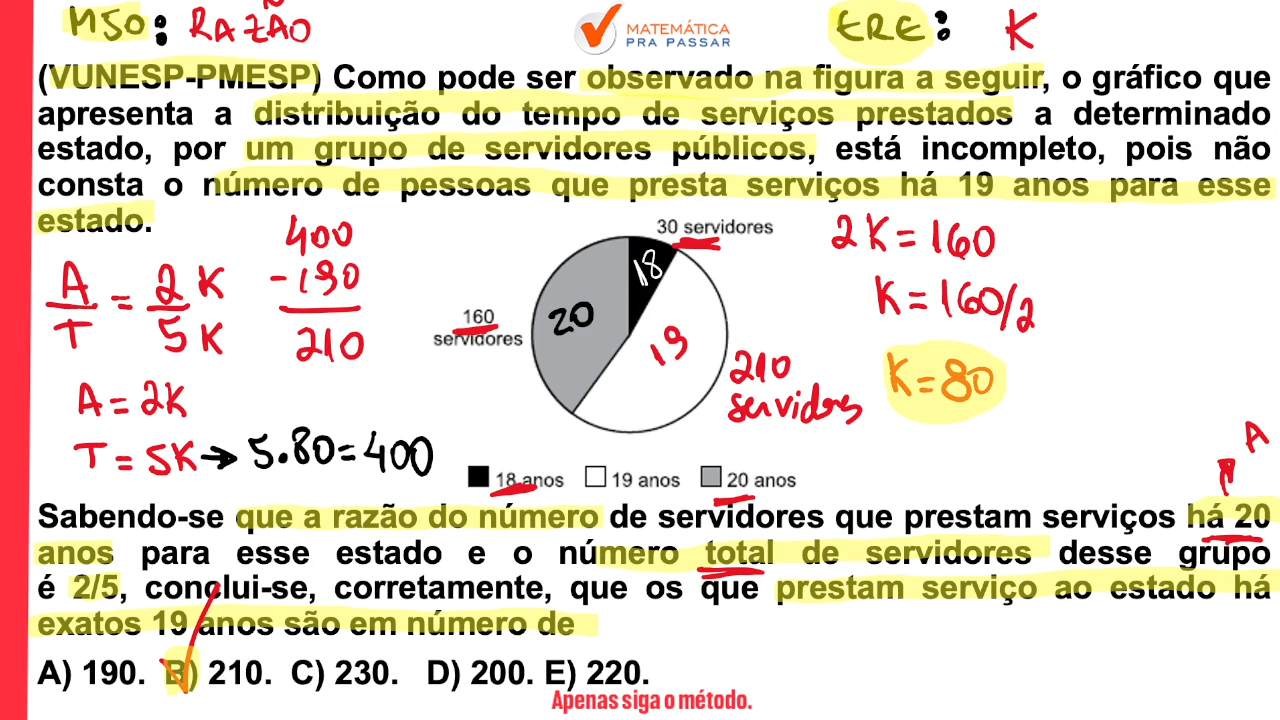 M50: RAZÃO
MATEMÁTICA
PRA PASSAR
ERE: K
(VUNESP-PMESP) Como pode ser observado na figura a seguir, o gráfico que
apresenta a distribuição do tempo de serviços prestados a determinado
estado, por um grupo de servidores públicos, está incompleto, pois não
consta o número de pessoas que presta serviços há 19 anos para esse
estado.
A/T = 2K/5K
A = 2K
T = 5K → 5.80 = 400
400
-190
210
160
servidores
30 servidores
18
20
19
210
servidores
2K = 160
K = 160/2
K = 80
18 anos 19 anos 20 anos
A
Sabendo-se que a razão do número de servidores que prestam serviços há 20
anos para esse estado e o número total de servidores desse grupo
é 2/5, conclui-se, corretamente, que os que prestam serviço ao estado há
exatos 19 anos são em número de
A) 190. B) 210. C) 230. D) 200. E) 220.
Apenas siga o método.